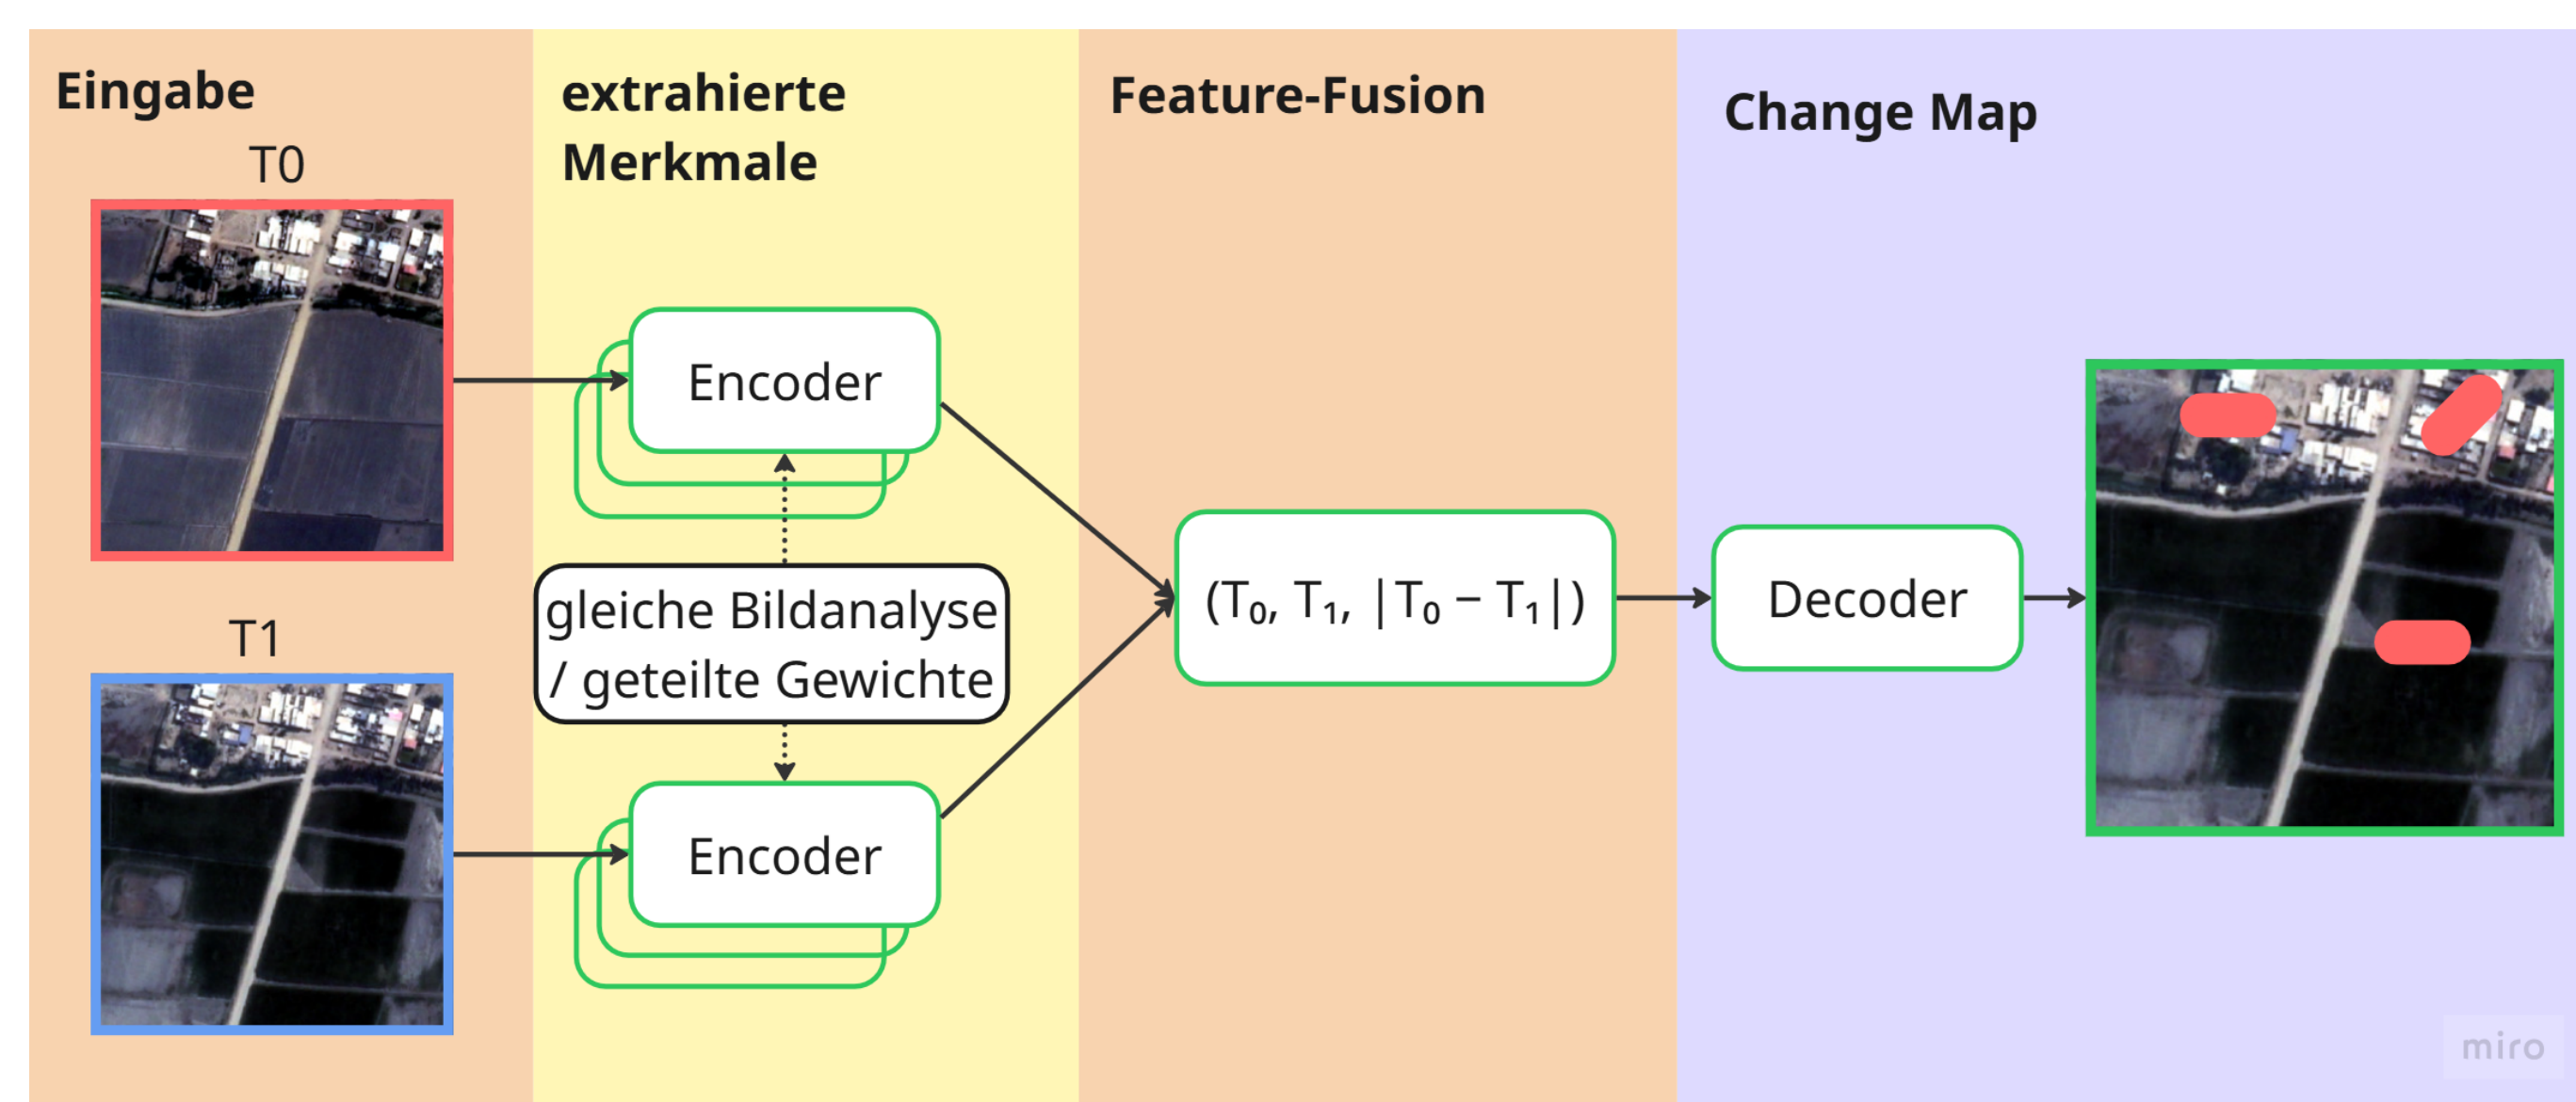 Eingabe
T0
T1
extrahierte
Merkmale
Encoder
gleiche Bildanalyse
/ geteilte Gewichte
Encoder
Feature-Fusion
(T₀, T₁, |T₀ − T₁|)
Change Map
Decoder
miro